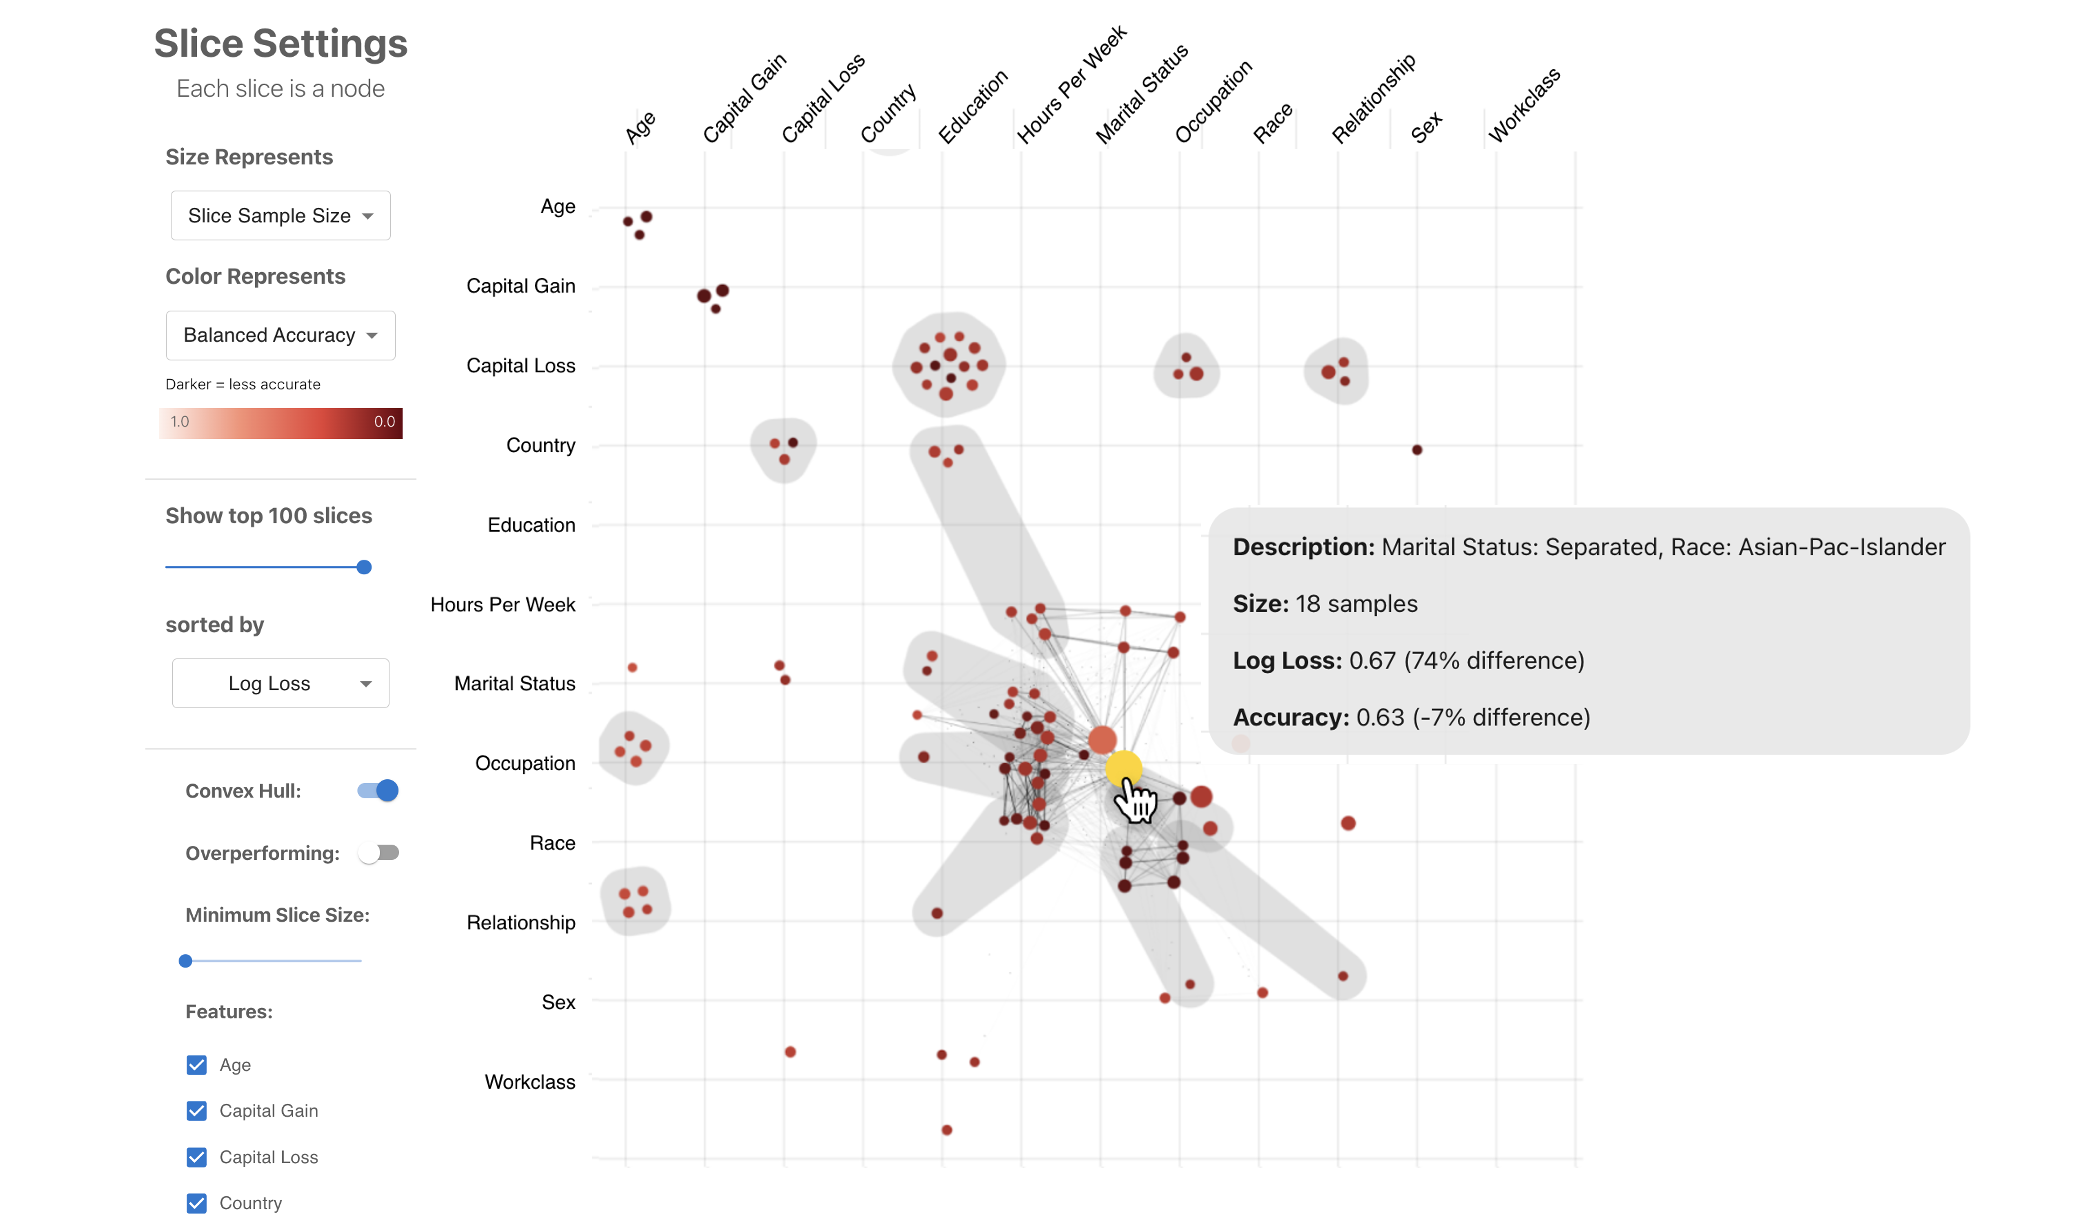 Slice Settings
Each slice is a node
Size Represents
Slice Sample Size
Color Represents
Balanced Accuracy
Darker = less accurate
1.0 0.0
Show top 100 slices
sorted by
Log Loss
Convex Hull:
Overperforming:
Minimum Slice Size:
Features:
Age
Capital Gain
Capital Loss
Country
Age
Capital Gain
Capital Loss
Country
Education
Hours Per Week
Marital Status
Occupation
Race
Relationship
Sex
Workclass
Age
Capital Gain
Capital Loss
Country
Education
Hours Per Week
Marital Status
Occupation
Race
Relationship
Sex
Workclass
Description: Marital Status: Separated, Race: Asian-Pac-Islander
Size: 18 samples
Log Loss: 0.67 (74% difference)
Accuracy: 0.63 (-7% difference)